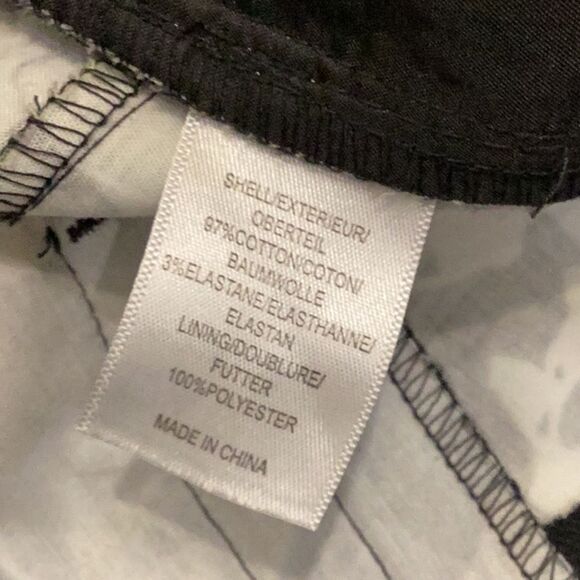 SHELL/EXTERIEUR/
OBERTEIL
97%COTTON/COTON/
BAUMWOLLE
3%ELASTANE/ELASTHANNE/
ELASTAN
LINING/DOUBLURE/
FUTTER
100%POLYESTER
MADE IN CHINA